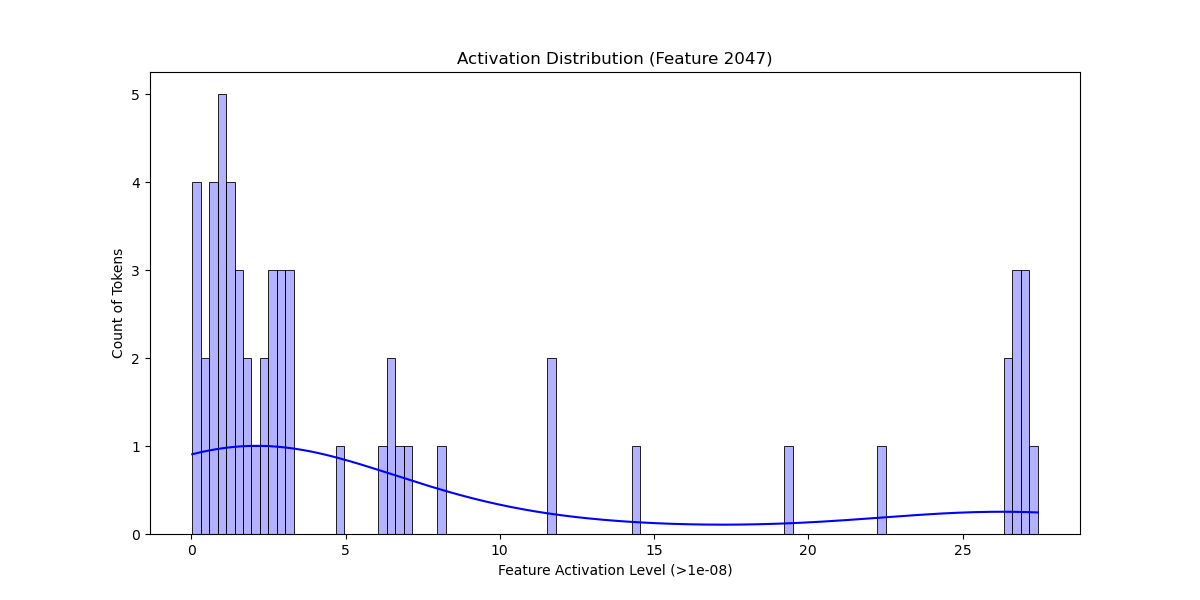 Activation Distribution (Feature 2047)
5
4
3
2
1
0
Count of Tokens
0 5 10 15 20 25
Feature Activation Level (>1e-08)